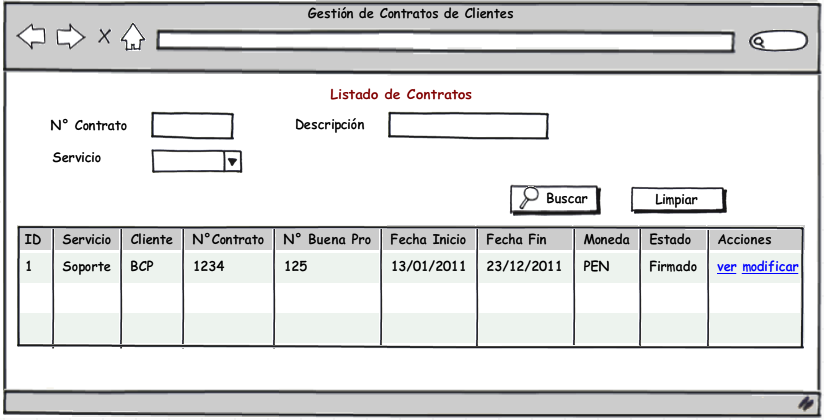 Gestión de Contratos de Clientes
X
Listado de Contratos
N° Contrato Descripción
Servicio
Buscar Limpiar
ID Servicio Cliente N°Contrato N° Buena Pro Fecha Inicio Fecha Fin Moneda Estado Acciones
1 Soporte BCP 1234 125 13/01/2011 23/12/2011 PEN Firmado ver modificar